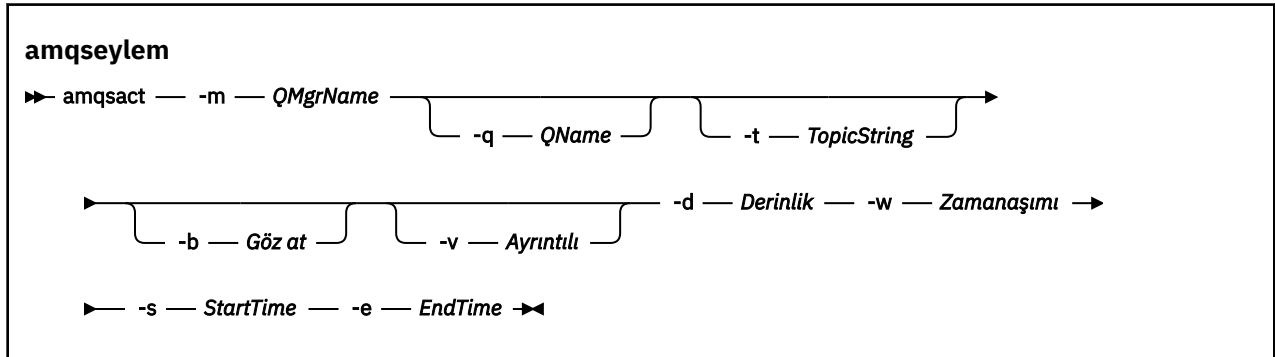 amqseylem
amqsact -m QMgrName
-q QName -t TopicString
-d Derinlik -w Zamanaşımı
-b Göz at -v Ayrıntılı
-s StartTime -e EndTime